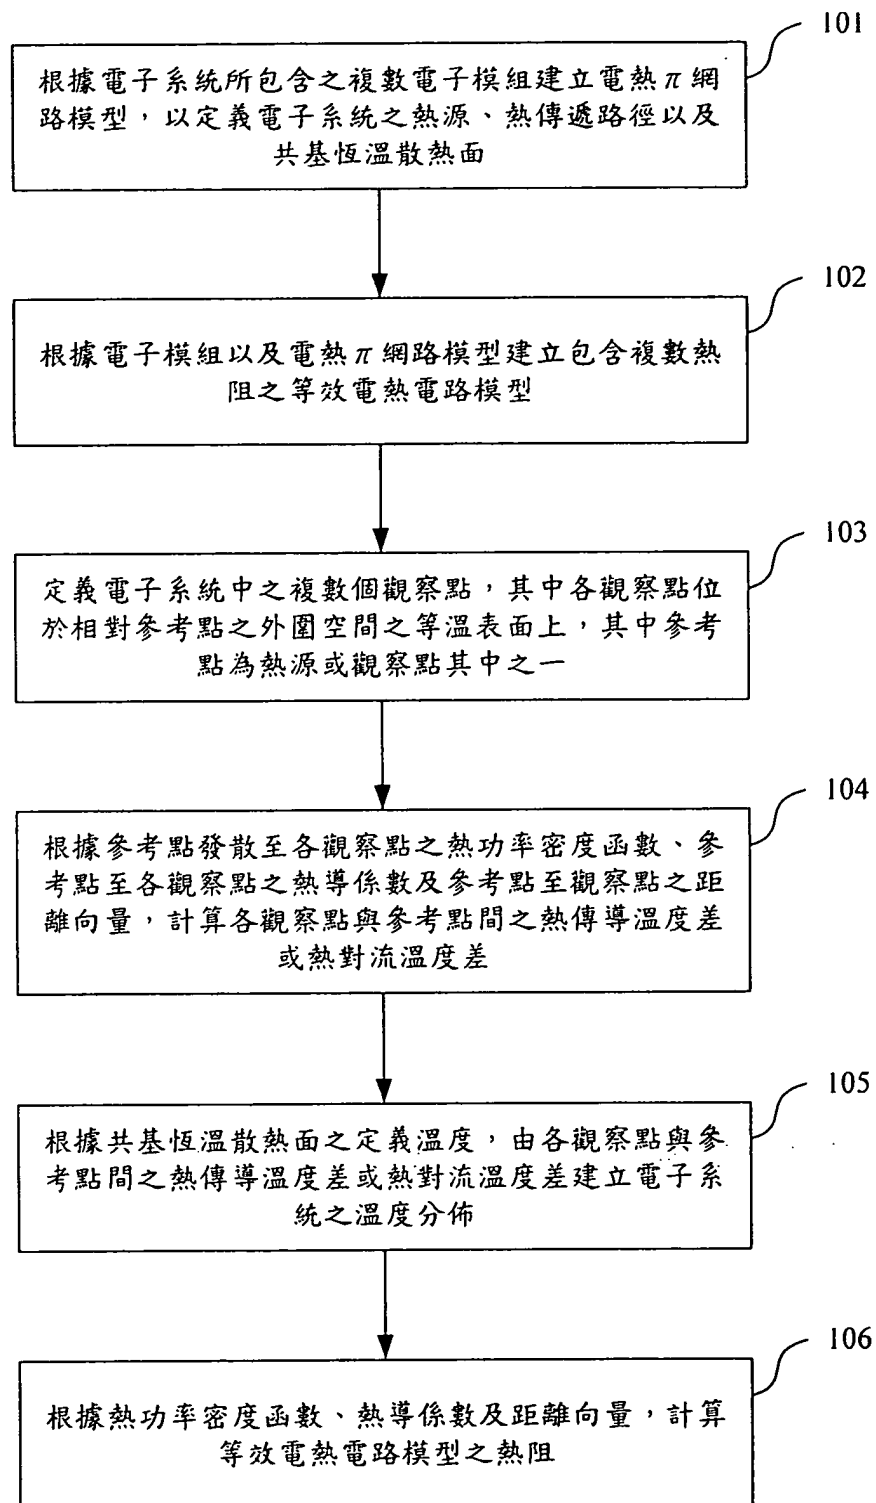 101
根據電子系統所包含之複數電子模組建立電熱π網
路模型，以定義電子系統之熱源、熱傳遞路徑以及
共基恆溫散熱面
102
根據電子模組以及電熱π網路模型建立包含複數熱
阻之等效電熱電路模型
103
定義電子系統中之複數個觀察點，其中各觀察點位
於相對參考點之外圍空間之等溫表面上，其中參考
點為熱源或觀察點其中之一
104
根據參考點發散至各觀察點之熱功率密度函數、參
考點至各觀察點之熱導係數及參考點至觀察點之距
離向量，計算各觀察點與參考點間之熱傳導溫度差
或熱對流溫度差
105
根據共基恆溫散熱面之定義溫度，由各觀察點與參
考點間之熱傳導溫度差或熱對流溫度差建立電子系
統之溫度分佈
106
根據熱功率密度函數、熱導係數及距離向量，計算
等效電熱電路模型之熱阻